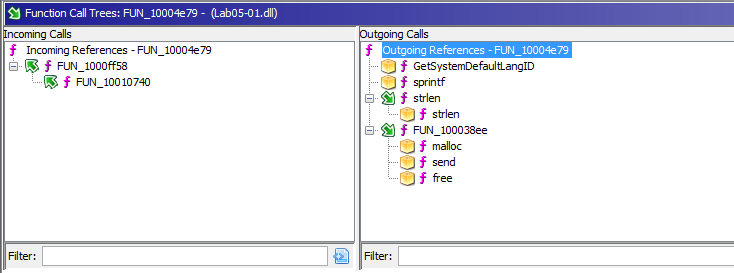 Function Call Trees: FUN_10004e79 - (Lab05-01.dll)
Incoming Calls
f Incoming References - FUN_10004e79
f FUN_1000ff58
f FUN_10010740
Filter:
Outgoing Calls
f Outgoing References - FUN_10004e79
f GetSystemDefaultLangID
f sprintf
f strlen
f strlen
f FUN_100038ee
f malloc
f send
f free
Filter: